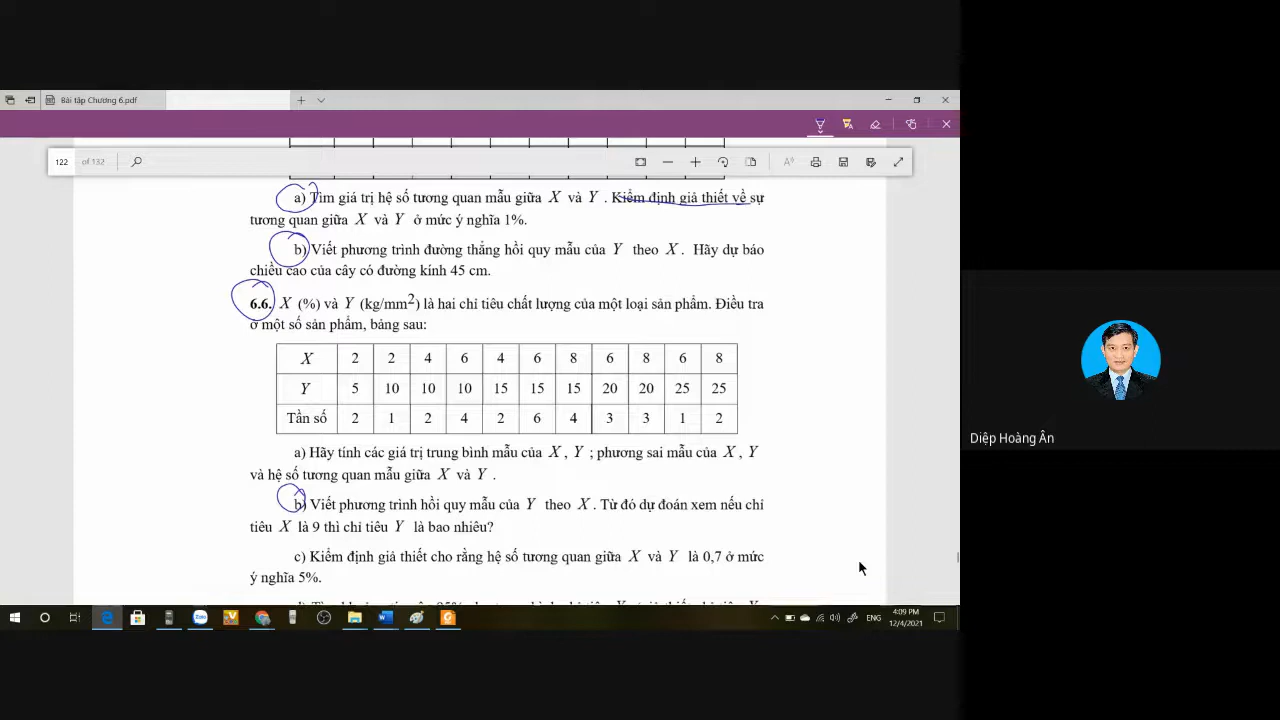 Bài tập Chương 6.pdf
122 of 132
a) Tìm giá trị hệ số tương quan mẫu giữa X và Y . Kiểm định giả thiết về sự
tương quan giữa X và Y ở mức ý nghĩa 1%.
b) Viết phương trình đường thẳng hồi quy mẫu của Y theo X . Hãy dự báo
chiều cao của cây có đường kính 45 cm.
6.6. X (%) và Y (kg/mm2) là hai chỉ tiêu chất lượng của một loại sản phẩm. Điều tra
ở một số sản phẩm, bảng sau:
X 2 2 4 6 4 6 8 6 8 6 8
Y 5 10 10 10 15 15 15 20 20 25 25
Tần số 2 1 2 4 2 6 4 3 3 1 2
a) Hãy tính các giá trị trung bình mẫu của X , Y ; phương sai mẫu của X , Y
và hệ số tương quan mẫu giữa X và Y .
b) Viết phương trình hồi quy mẫu của Y theo X . Từ đó dự đoán xem nếu chỉ
tiêu X là 9 thì chỉ tiêu Y là bao nhiêu?
c) Kiểm định giả thiết cho rằng hệ số tương quan giữa X và Y là 0,7 ở mức
ý nghĩa 5%.
Diệp Hoàng Ân
ENG
4:09 PM
12/4/2021